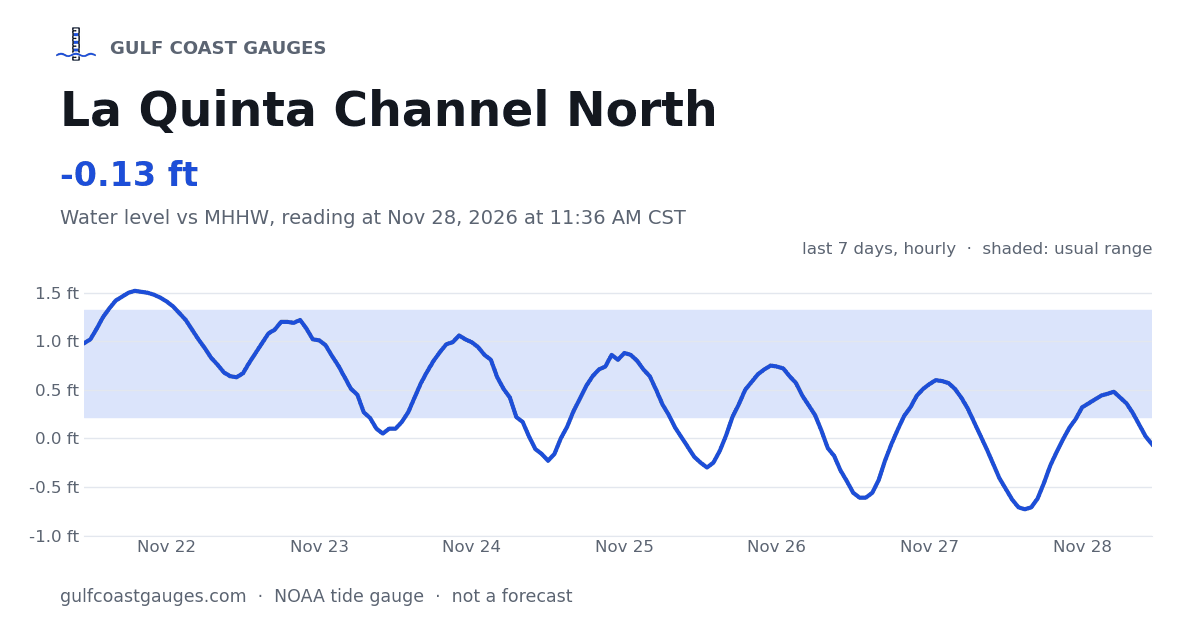 GULF COAST GAUGES
La Quinta Channel North
-0.13 ft
Water level vs MHHW, reading at Nov 28, 2026 at 11:36 AM CST
last 7 days, hourly · shaded: usual range
1.5 ft
1.0 ft
0.5 ft
0.0 ft
-0.5 ft
-1.0 ft
Nov 22 Nov 23 Nov 24 Nov 25 Nov 26 Nov 27 Nov 28
gulfcoastgauges.com · NOAA tide gauge · not a forecast